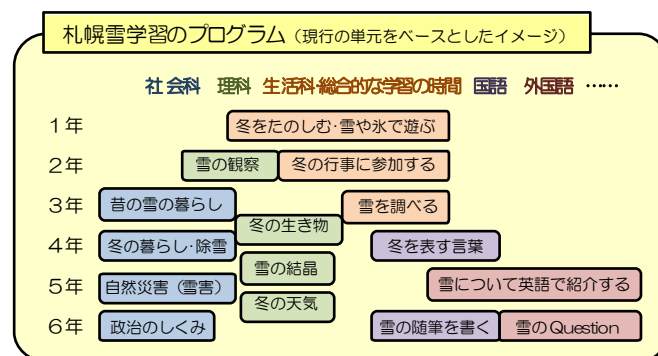 札幌雪学習のプログラム（現行の単元をベースとしたイメージ）
社会科 理科 生活科・総合的な学習の時間 国語 外国語 ……
1年 冬をたのしむ・雪や氷で遊ぶ
2年 雪の観察 冬の行事に参加する
3年 昔の雪の暮らし 雪を調べる
冬の生き物
4年 冬の暮らし・除雪 冬を表す言葉
雪の結晶
5年 自然災害（雪害） 雪について英語で紹介する
冬の天気
6年 政治のしくみ 雪の随筆を書く 雪のQuestion